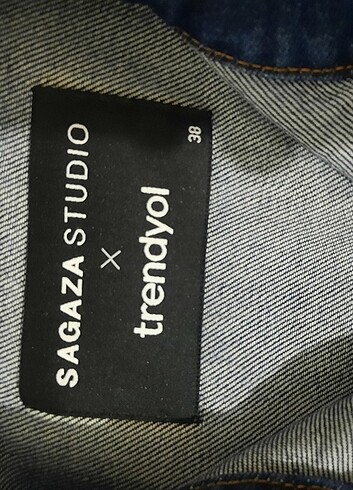 SAGAZA STUDIO
×
trendyol
38